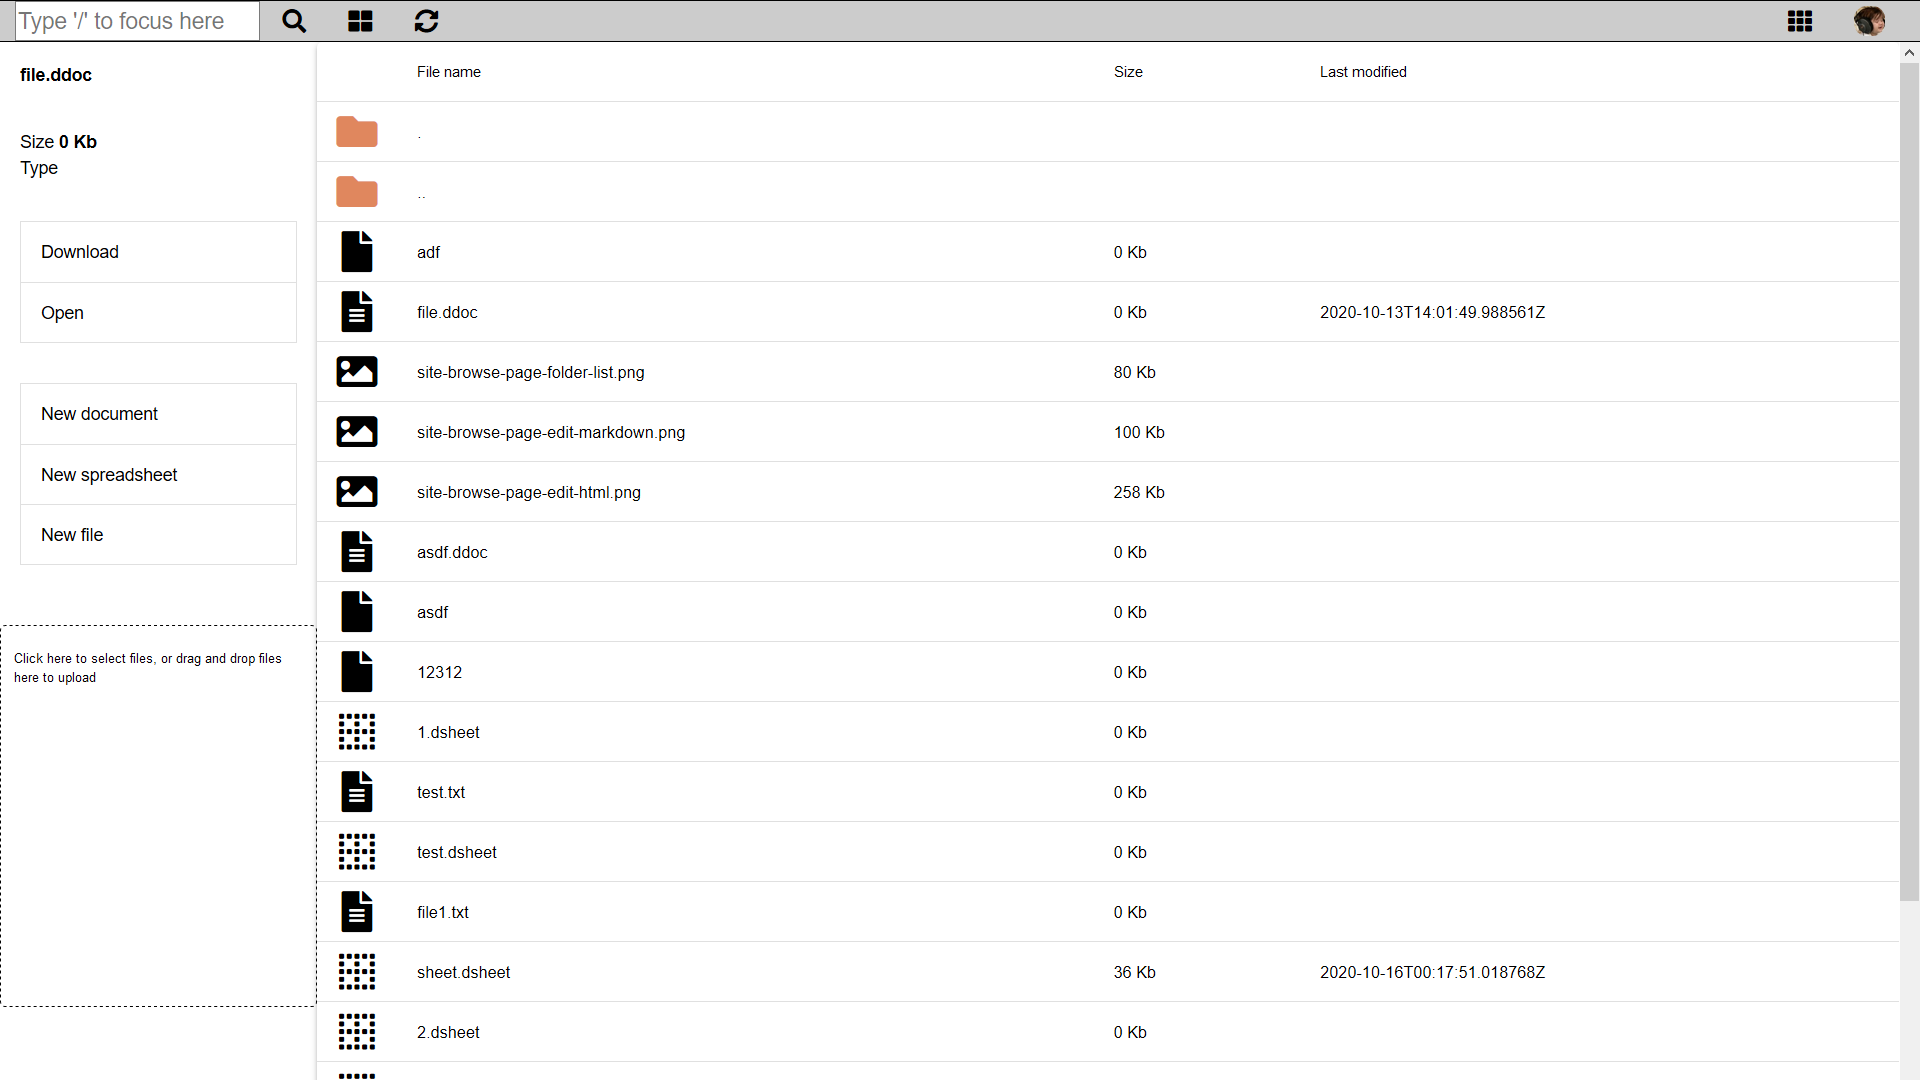 Type '/' to focus here
file.ddoc
Size 0 Kb
Type
Download
Open
New document
New spreadsheet
New file
Click here to select files, or drag and drop files
here to upload
File name Size Last modified
.
..
adf 0 Kb
file.ddoc 0 Kb 2020-10-13T14:01:49.988561Z
site-browse-page-folder-list.png 80 Kb
site-browse-page-edit-markdown.png 100 Kb
site-browse-page-edit-html.png 258 Kb
asdf.ddoc 0 Kb
asdf 0 Kb
12312 0 Kb
1.dsheet 0 Kb
test.txt 0 Kb
test.dsheet 0 Kb
file1.txt 0 Kb
sheet.dsheet 36 Kb 2020-10-16T00:17:51.018768Z
2.dsheet 0 Kb